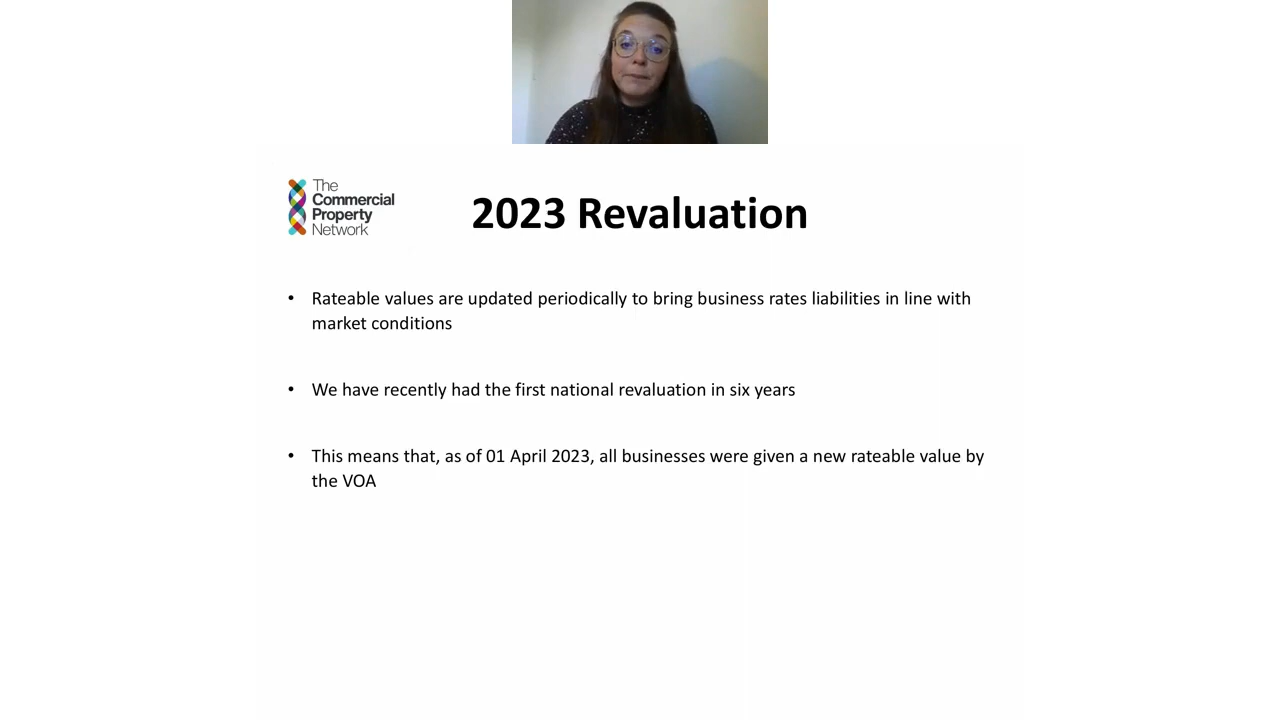 The
Commercial
Property
Network
2023 Revaluation
• Rateable values are updated periodically to bring business rates liabilities in line with
market conditions
• We have recently had the first national revaluation in six years
• This means that, as of 01 April 2023, all businesses were given a new rateable value by
the VOA